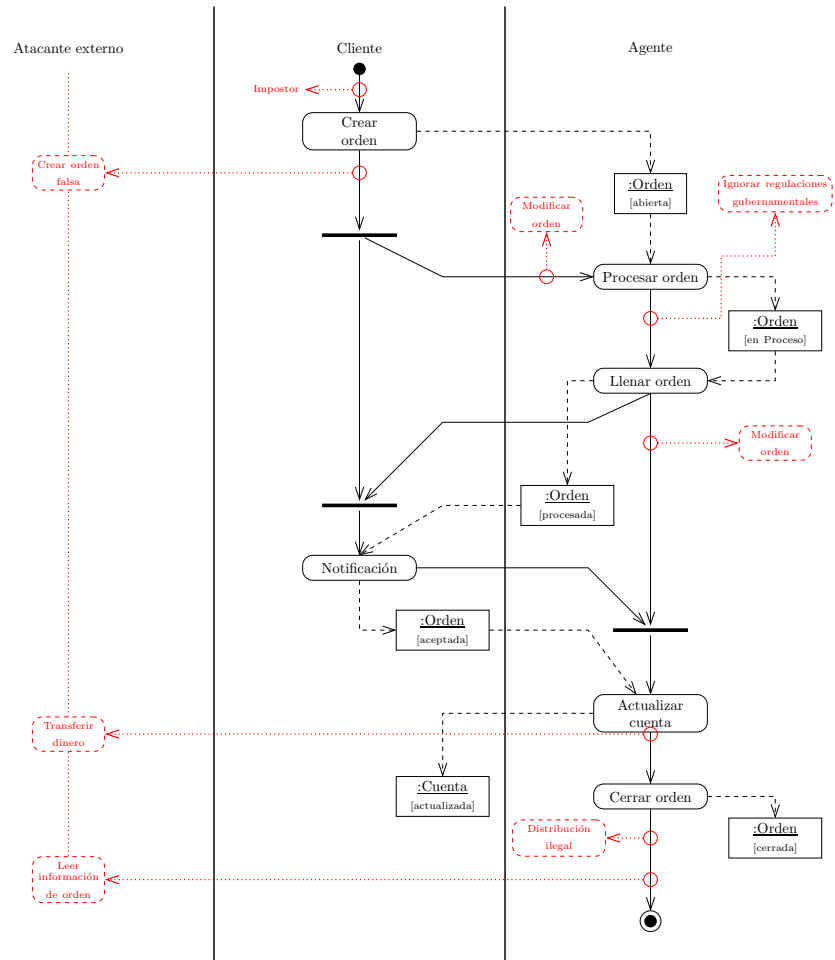 Atacante externo
Cliente
Agente
Impostor
Crear
orden
Crear orden
falsa
:Orden
[abierta]
Ignorar regulaciones
gubernamentales
Modificar
orden
Procesar orden
:Orden
[en Proceso]
Llenar orden
Modificar
orden
:Orden
[procesada]
Notificación
:Orden
[aceptada]
Actualizar
cuenta
Transferir
dinero
:Cuenta
[actualizada]
Cerrar orden
Distribución
ilegal
:Orden
[cerrada]
Leer
información
de orden